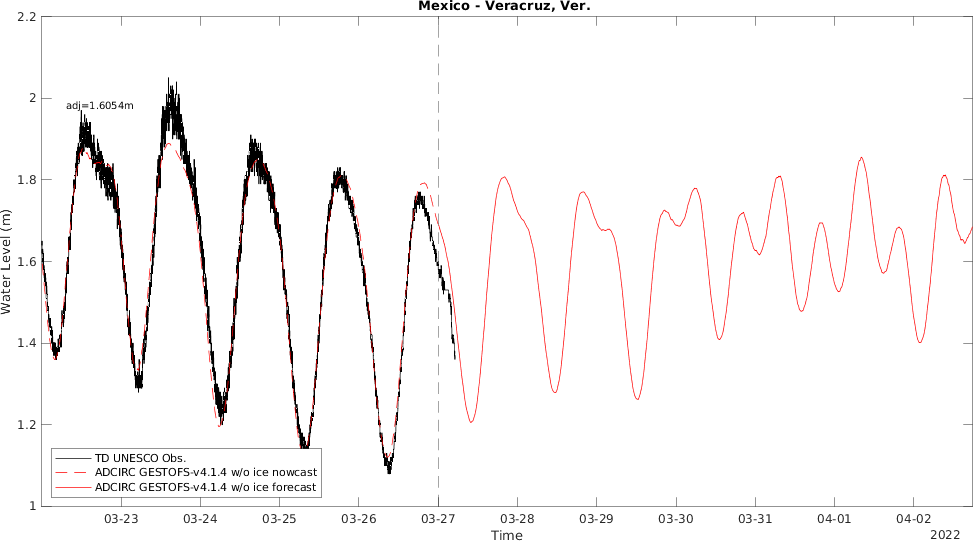 Mexico - Veracruz, Ver.
2.2
2
1.8
1.6
1.4
1.2
1
Water Level (m)
adj=1.6054m
TD UNESCO Obs.
ADCIRC GESTOFS-v4.1.4 w/o ice nowcast
ADCIRC GESTOFS-v4.1.4 w/o ice forecast
03-23 03-24 03-25 03-26 03-27 03-28 03-29 03-30 03-31 04-01 04-02
Time
2022